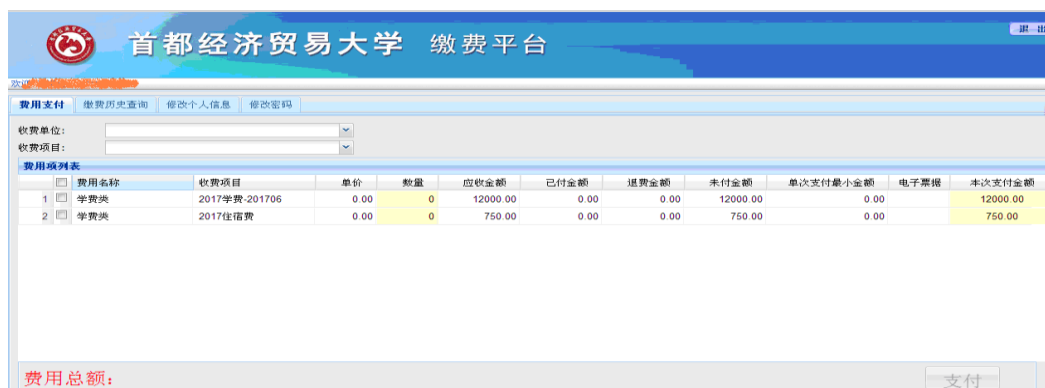 首都经济贸易大学 缴费平台
退 出
欢迎
费用支付 缴费历史查询 修改个人信息 修改密码
收费单位:
收费项目:
费用项列表
费用名称 收费项目 单价 数量 应收金额 已付金额 退费金额 未付金额 单次支付最小金额 电子票据 本次支付金额
1 学费类 2017学费-201706 0.00 0 12000.00 0.00 0.00 12000.00 0.00 12000.00
2 学费类 2017住宿费 0.00 0 750.00 0.00 0.00 750.00 0.00 750.00
费用总额:
支付